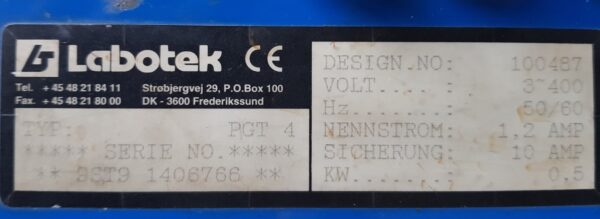 Labotek CE
Tel. + 45 48 21 84 11 Strøbjergvej 29, P.O.Box 100
Fax. + 45 48 21 80 00 DK - 3600 Frederikssund
TYP: PGT 4
***** SERIE NO.*****
** SST9 1406766 **
DESIGN.NO: 100487
VOLT.....: 3~400
Hz.......: 50/60
NENNSTROM: 1,2 AMP
SICHERUNG: 10 AMP
KW.......: 0,5